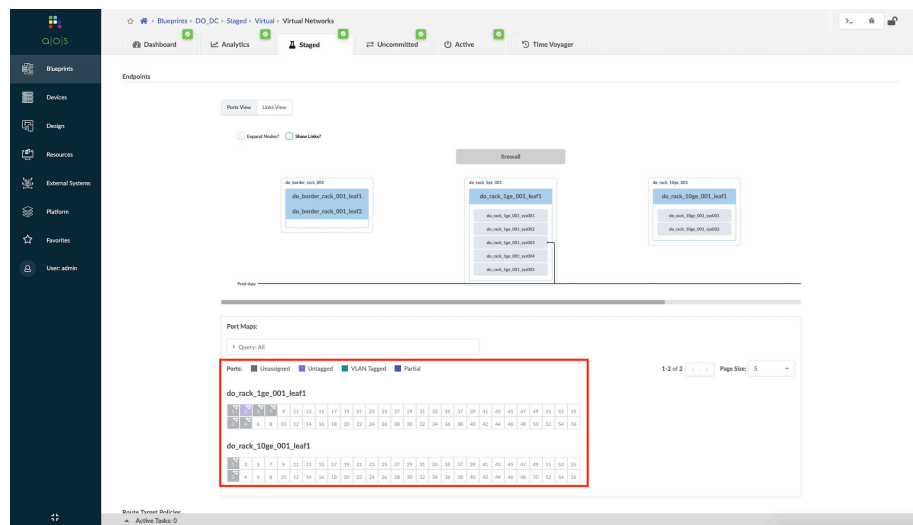 Blueprints › DO_DC › Staged › Virtual › Virtual Networks
a|o|s
Dashboard Analytics Staged Uncommitted Active Time Voyager
Blueprints
Devices
Design
Resources
External Systems
Platform
Favorites
User: admin
Endpoints
Ports View Links View
Expand Nodes? Show Links?
firewall
do_border_rack_001 do_rack_1ge_001 do_rack_10ge_001
do_border_rack_001_leaf1 do_rack_1ge_001_leaf1 do_rack_10ge_001_leaf1
do_border_rack_001_leaf2
do_rack_1ge_001_sys001 do_rack_10ge_001_sys001
do_rack_1ge_001_sys002 do_rack_10ge_001_sys002
do_rack_1ge_001_sys003
do_rack_1ge_001_sys004
do_rack_1ge_001_sys005
Prod-App
Port Maps:
Query: All
Ports: Unassigned Untagged VLAN Tagged Partial 1-2 of 2 Page Size: 5
do_rack_1ge_001_leaf1
9 11 13 15 17 19 21 23 25 27 29 31 33 35 37 39 41 43 45 47 49 51 53 55
6 8 10 12 14 16 18 20 22 24 26 28 30 32 34 36 38 40 42 44 46 48 50 52 54 56
do_rack_10ge_001_leaf1
3 5 7 9 11 13 15 17 19 21 23 25 27 29 31 33 35 37 39 41 43 45 47 49 51 53 55
4 6 8 10 12 14 16 18 20 22 24 26 28 30 32 34 36 38 40 42 44 46 48 50 52 54 56
Route Target Policies
Active Tasks: 0